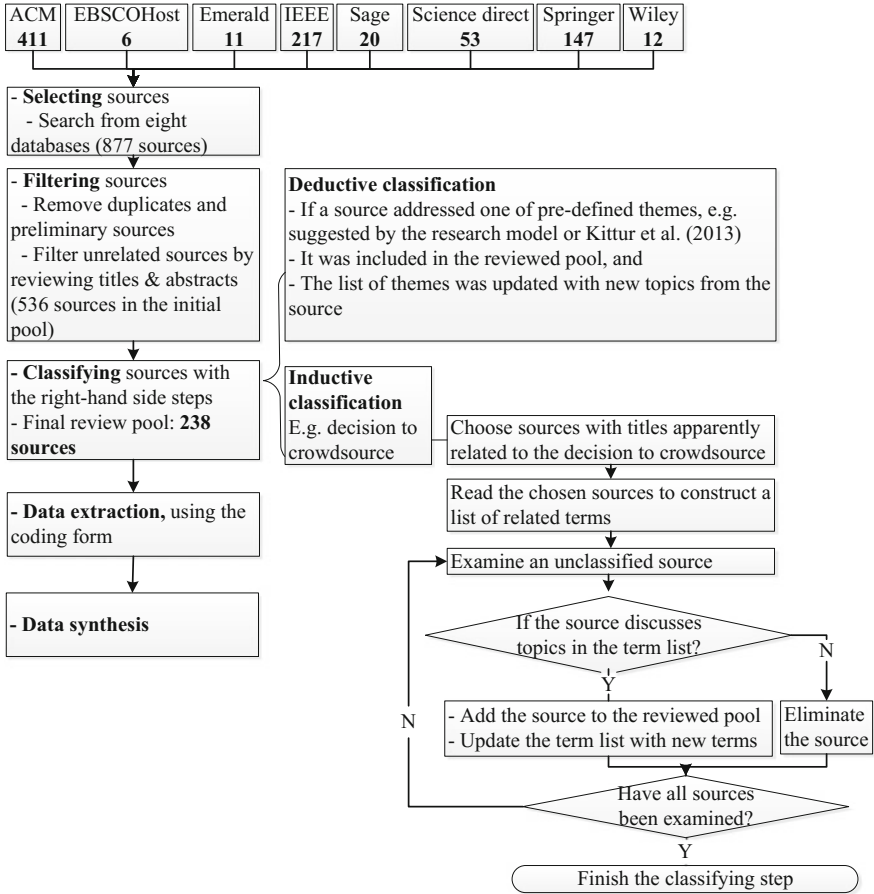 ACM
411
EBSCOHost
6
Emerald
11
IEEE
217
Sage
20
Science direct
53
Springer
147
Wiley
12
- Selecting sources
- Search from eight
databases (877 sources)
- Filtering sources
- Remove duplicates and
preliminary sources
- Filter unrelated sources by
reviewing titles & abstracts
(536 sources in the initial
pool)
- Classifying sources with
the right-hand side steps
- Final review pool: 238
sources
- Data extraction, using the
coding form
- Data synthesis
Deductive classification
- If a source addressed one of pre-defined themes, e.g.
suggested by the research model or Kittur et al. (2013)
- It was included in the reviewed pool, and
- The list of themes was updated with new topics from the
source
Inductive
classification
E.g. decision to
crowdsource
Choose sources with titles apparently
related to the decision to crowdsource
Read the chosen sources to construct a
list of related terms
Examine an unclassified source
If the source discusses
topics in the term list?
N
Y
- Add the source to the reviewed pool
- Update the term list with new terms
Eliminate
the source
N
Have all sources
been examined?
Y
Finish the classifying step